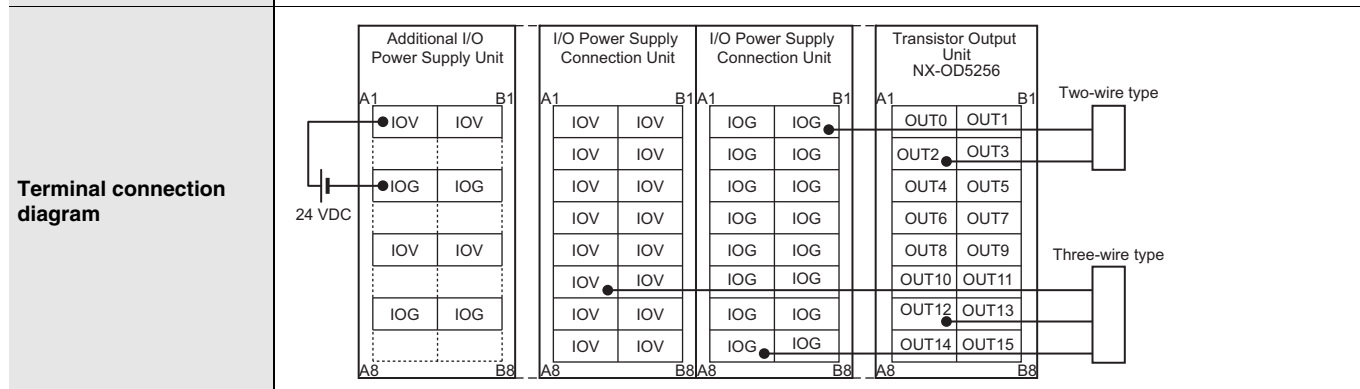 Terminal connection
diagram
Additional I/O
Power Supply Unit
I/O Power Supply
Connection Unit
I/O Power Supply
Connection Unit
Transistor Output
Unit
NX-OD5256
A1 B1 A1 B1 A1 B1 A1 B1
Two-wire type
IOV IOV IOV IOV IOG IOG OUT0 OUT1
IOV IOV IOG IOG OUT2 OUT3
IOG IOG IOV IOV IOG IOG OUT4 OUT5
24 VDC
IOV IOV IOG IOG OUT6 OUT7
IOV IOV IOV IOV IOG IOG OUT8 OUT9
Three-wire type
IOV IOV IOG IOG OUT10 OUT11
IOG IOG IOV IOV IOG IOG OUT12 OUT13
IOV IOV IOG IOG OUT14 OUT15
A8 B8 A8 B8 A8 B8 A8 B8